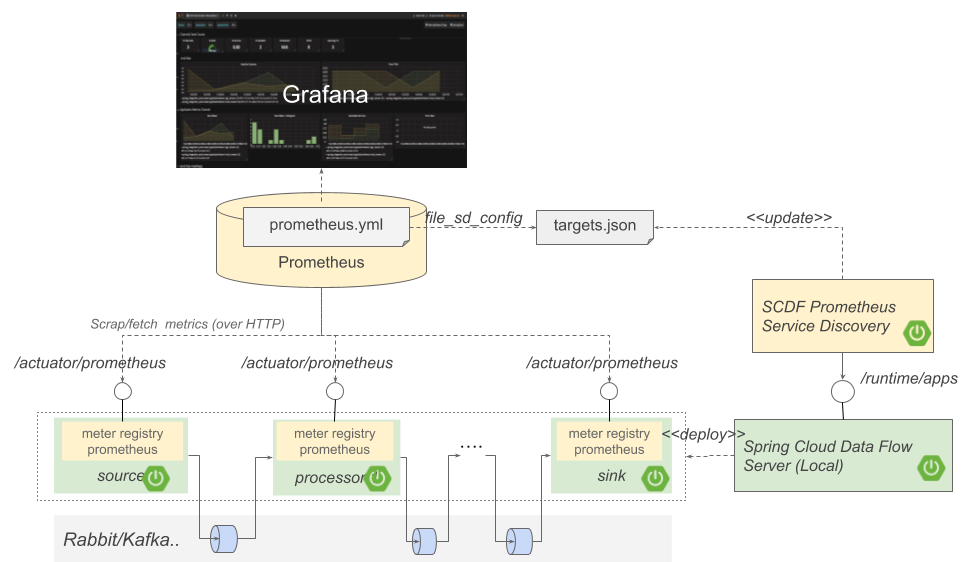 Grafana
prometheus.yml
file_sd_config
targets.json
<<update>>
Prometheus
SCDF Prometheus
Service Discovery
Scrap/fetch metrics (over HTTP)
/actuator/prometheus
/actuator/prometheus
/actuator/prometheus
/runtime/apps
meter registry
prometheus
source
meter registry
prometheus
processor
....
meter registry
prometheus
sink
<<deploy>>
Spring Cloud Data Flow
Server (Local)
Rabbit/Kafka..